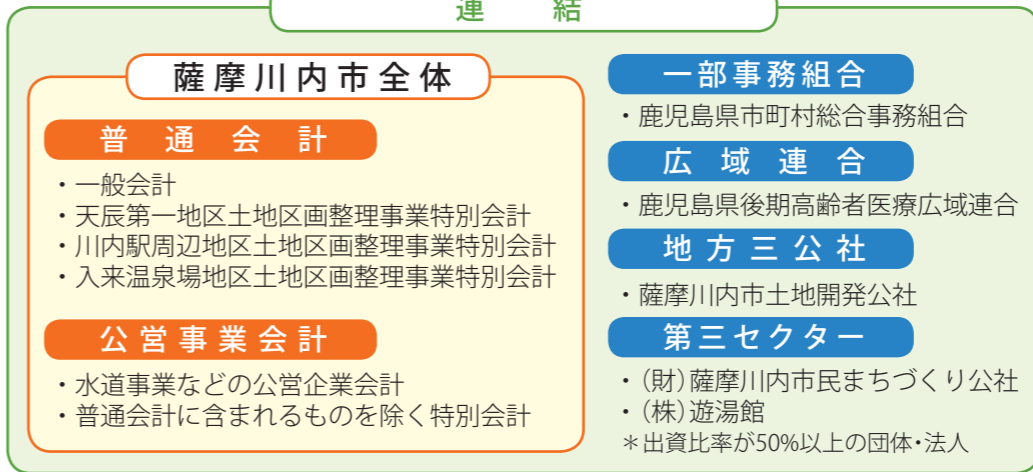 連結
薩摩川内市全体
普通会計
・一般会計
・天辰第一地区土地区画整理事業特別会計
・川内駅周辺地区土地区画整理事業特別会計
・入来温泉場地区土地区画整理事業特別会計
公営事業会計
・水道事業などの公営企業会計
・普通会計に含まれるものを除く特別会計
一部事務組合
・鹿児島県市町村総合事務組合
広域連合
・鹿児島県後期高齢者医療広域連合
地方三公社
・薩摩川内市土地開発公社
第三セクター
・(財)薩摩川内市民まちづくり公社
・(株)遊湯館
＊出資比率が50%以上の団体・法人